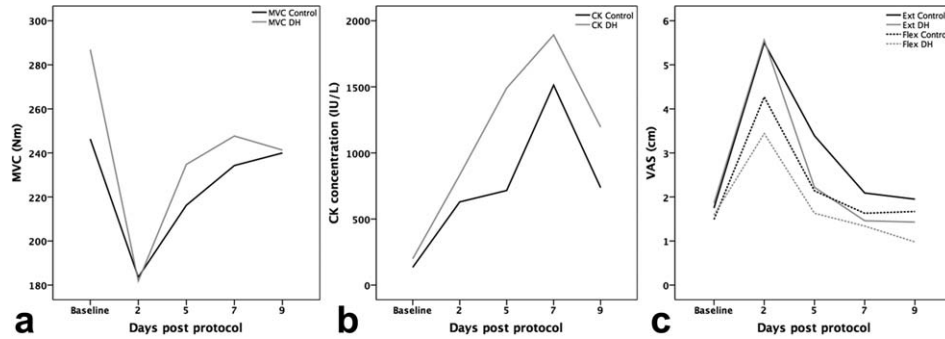 MVC Control
MVC DH
300
280
260
240
220
200
180
MVC (Nm)
Baseline
2
5
7
9
Days post protocol
a
CK Control
CK DH
2000
1500
1000
500
0
CK concentration (IU/L)
Baseline
2
5
7
9
Days post protocol
b
Ext Control
Ext DH
Flex Control
Flex DH
6
5
4
3
2
1
0
VAS (cm)
Baseline
2
5
7
9
Days post protocol
c